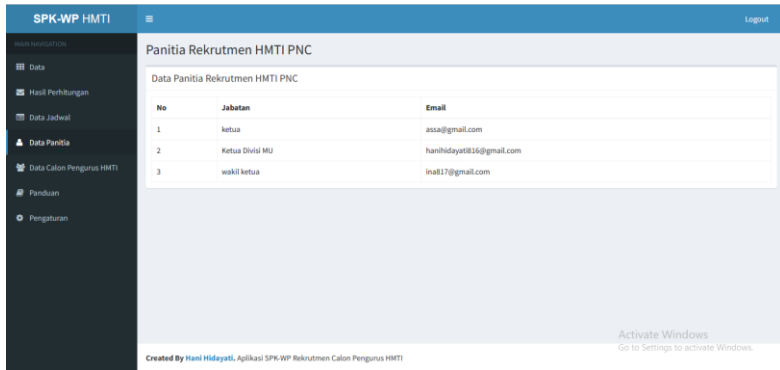 SPK-WP HMTI
Logout
MAIN NAVIGATION
Panitia Rekrutmen HMTI PNC
Data
Data Panitia Rekrutmen HMTI PNC
Hasil Perhitungan
No Jabatan Email
Data Jadwal
1 ketua assa@gmail.com
Data Panitia
2 Ketua Divisi MU hanihidayati816@gmail.com
Data Calon Pengurus HMTI
3 wakil ketua ina817@gmail.com
Panduan
Pengaturan
Activate Windows
Go to Settings to activate Windows.
Created By Hani Hidayati. Aplikasi SPK-WP Rekrutmen Calon Pengurus HMTI